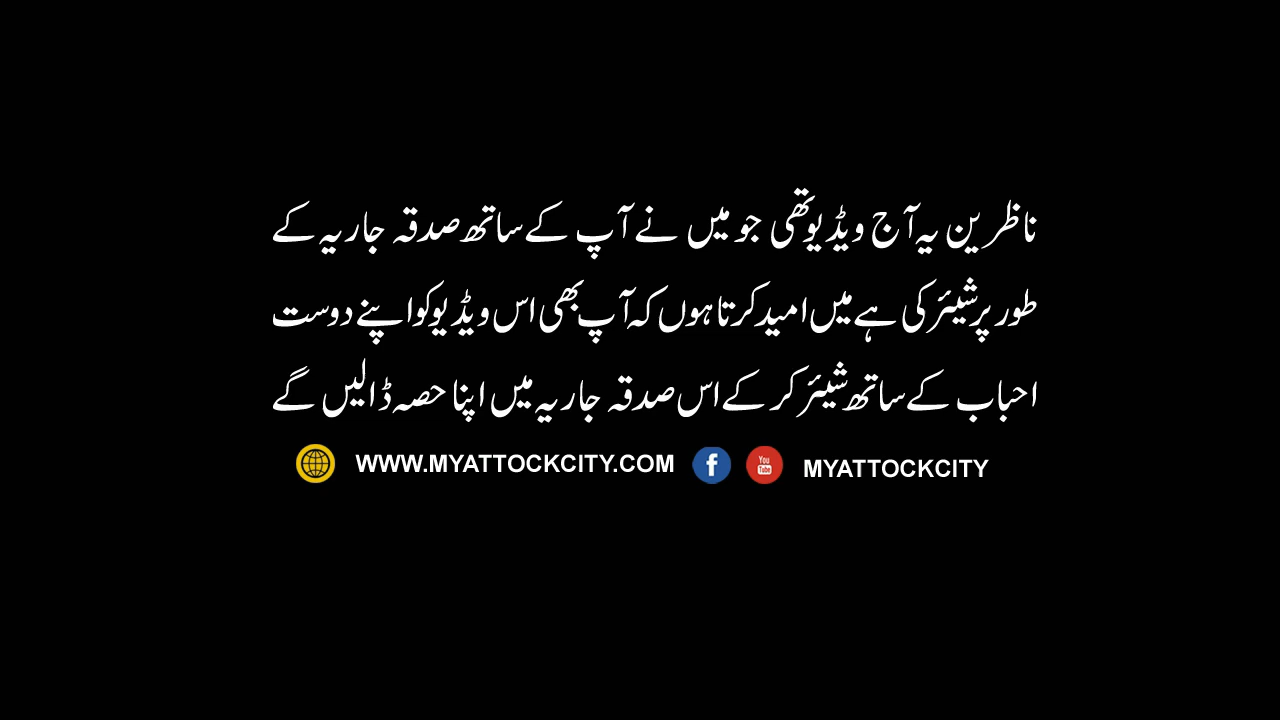 ناظرین یہ آج ویڈیو تھی جو میں نے آپ کے ساتھ صدقہ جاریہ کے
طور پر شیئر کی ہے میں امید کرتا ہوں کہ آپ بھی اس ویڈیو کو اپنے دوست
احباب کے ساتھ شیئر کر کے اس صدقہ جاریہ میں اپنا حصہ ڈالیں گے
WWW.MYATTOCKCITY.COM f You Tube MYATTOCKCITY